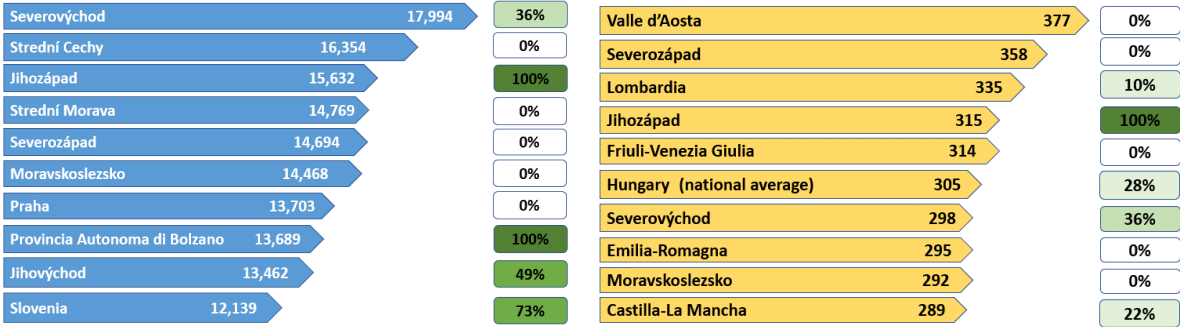 Severovýchod 17,994 36%
Strední Cechy 16,354 0%
Jihozápad 15,632 100%
Strední Morava 14,769 0%
Severozápad 14,694 0%
Moravskoslezsko 14,468 0%
Praha 13,703 0%
Provincia Autonoma di Bolzano 13,689 100%
Jihovýchod 13,462 49%
Slovenia 12,139 73%
Valle d’Aosta 377 0%
Severozápad 358 0%
Lombardia 335 10%
Jihozápad 315 100%
Friuli-Venezia Giulia 314 0%
Hungary (national average) 305 28%
Severovýchod 298 36%
Emilia-Romagna 295 0%
Moravskoslezsko 292 0%
Castilla-La Mancha 289 22%